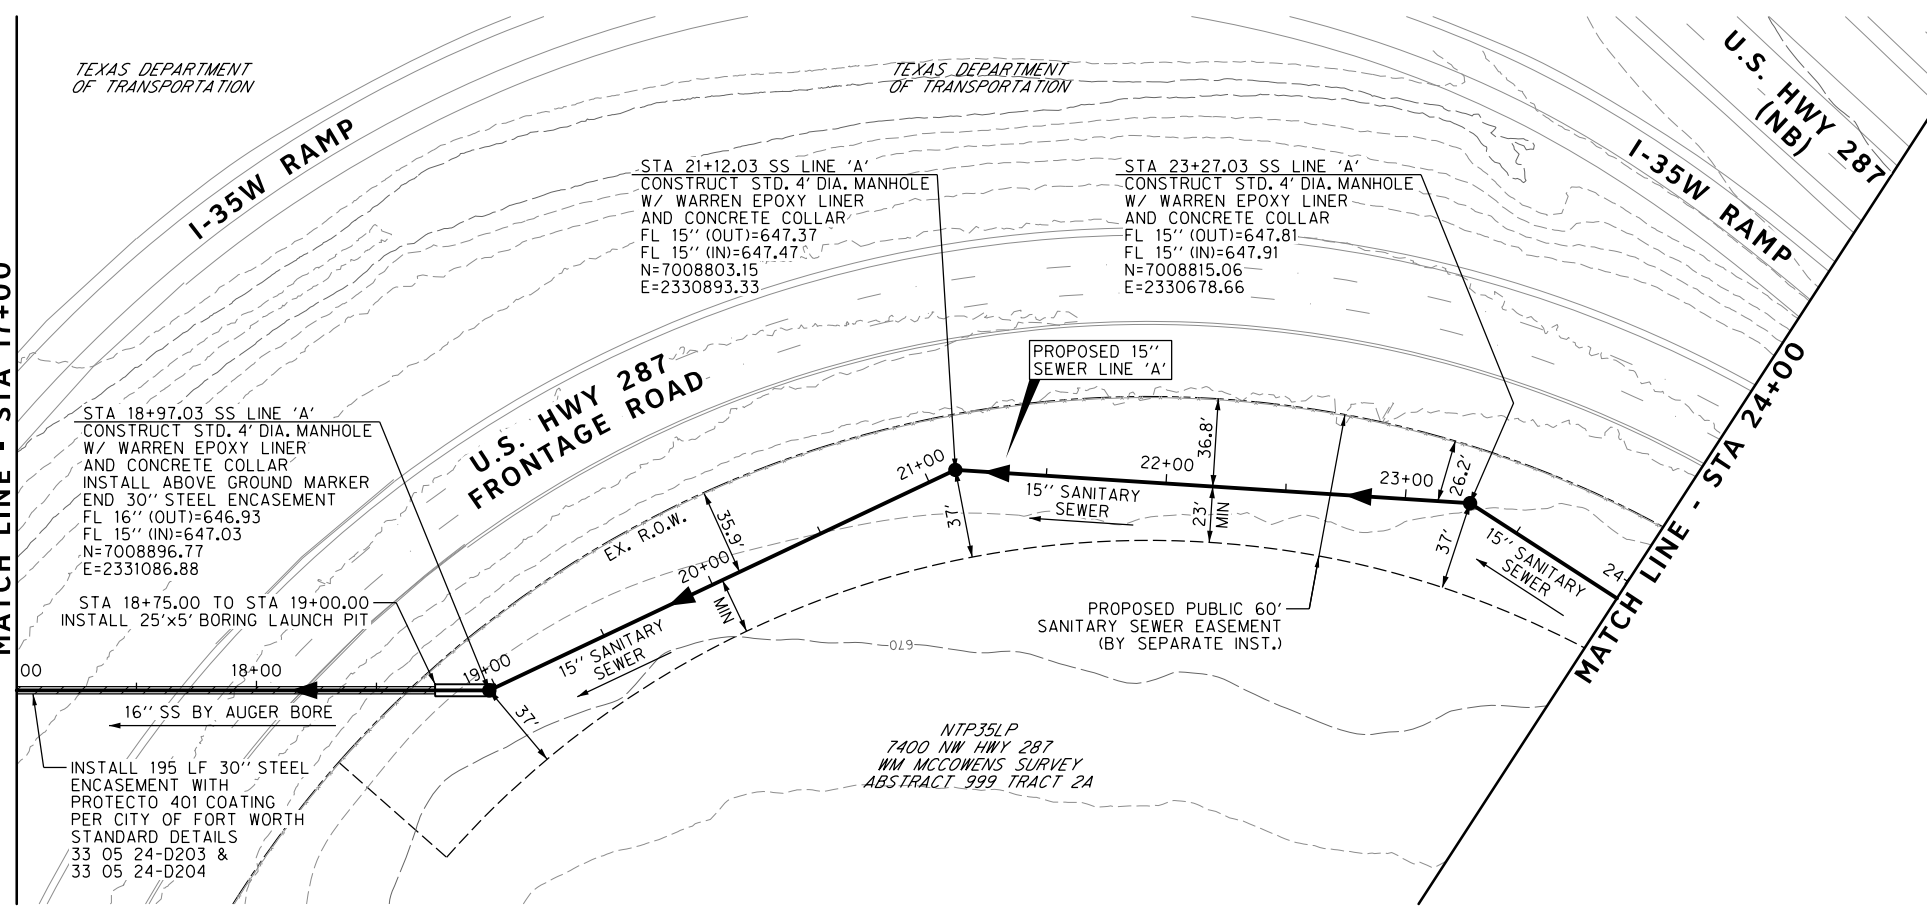 TEXAS DEPARTMENT
OF TRANSPORTATION
TEXAS DEPARTMENT
OF TRANSPORTATION
U.S. HWY 287
(NB)
I-35W RAMP
I-35W RAMP
STA 21+12.03 SS LINE 'A'
CONSTRUCT STD. 4' DIA. MANHOLE
W/ WARREN EPOXY LINER
AND CONCRETE COLLAR
FL 15'' (OUT)=647.37
FL 15'' (IN)=647.47
N=7008803.15
E=2330893.33
STA 23+27.03 SS LINE 'A'
CONSTRUCT STD. 4' DIA. MANHOLE
W/ WARREN EPOXY LINER
AND CONCRETE COLLAR
FL 15'' (OUT)=647.81
FL 15'' (IN)=647.91
N=7008815.06
E=2330678.66
MATCH LINE - STA 17+00
PROPOSED 15''
SEWER LINE 'A'
U.S. HWY 287
FRONTAGE ROAD
STA 18+97.03 SS LINE 'A'
CONSTRUCT STD. 4' DIA. MANHOLE
W/ WARREN EPOXY LINER
AND CONCRETE COLLAR
INSTALL ABOVE GROUND MARKER
END 30'' STEEL ENCASEMENT
FL 16'' (OUT)=646.93
FL 15'' (IN)=647.03
N=7008896.77
E=2331086.88
STA 18+75.00 TO STA 19+00.00
INSTALL 25'x5' BORING LAUNCH PIT
EX. R.O.W.
35.9'
20+00
MIN
21+00
37'
15'' SANITARY
SEWER
22+00
36.8'
23'
MIN
23+00
26.2'
37'
15'' SANITARY
SEWER
24
MATCH LINE - STA 24+00
15'' SANITARY
SEWER
PROPOSED PUBLIC 60'
SANITARY SEWER EASEMENT
(BY SEPARATE INST.)
670
00
18+00
19+00
37'
16'' SS BY AUGER BORE
INSTALL 195 LF 30'' STEEL
ENCASEMENT WITH
PROTECTO 401 COATING
PER CITY OF FORT WORTH
STANDARD DETAILS
33 05 24-D203 &
33 05 24-D204
NTP35LP
7400 NW HWY 287
WM MCCOWENS SURVEY
ABSTRACT 999 TRACT 2A